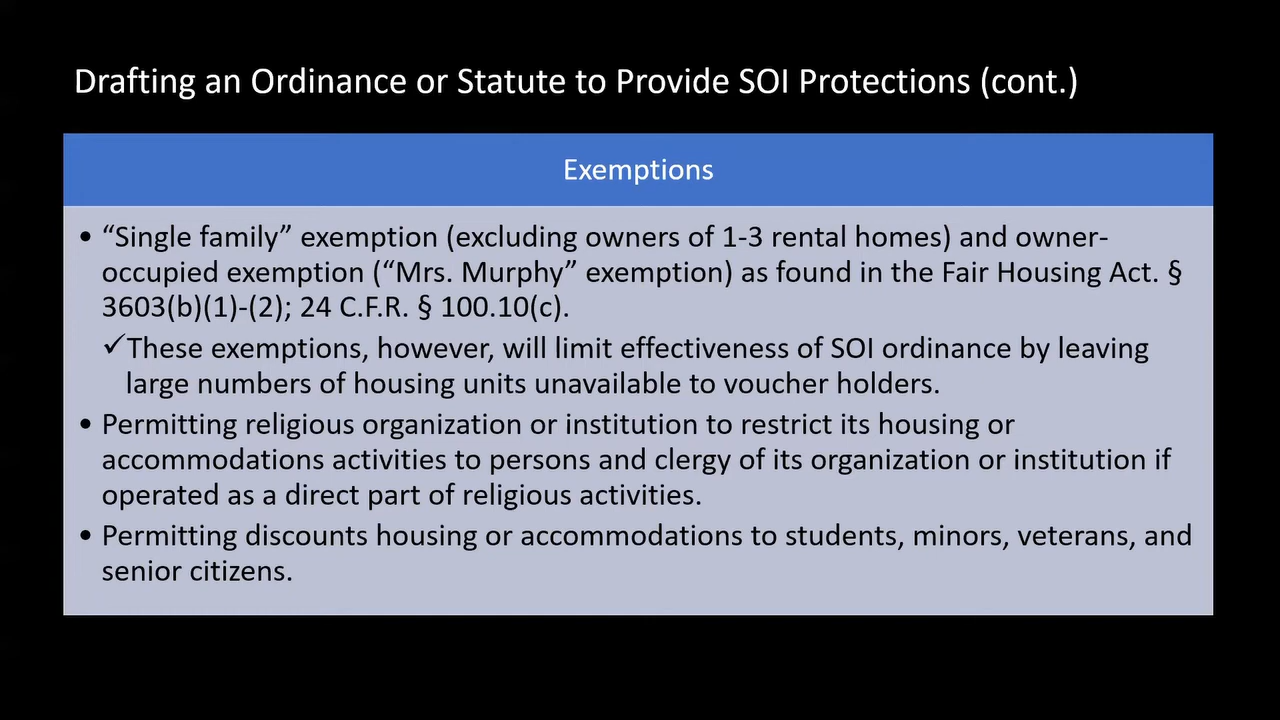 Drafting an Ordinance or Statute to Provide SOI Protections (cont.)
Exemptions
• “Single family” exemption (excluding owners of 1-3 rental homes) and owner-
occupied exemption (“Mrs. Murphy” exemption) as found in the Fair Housing Act. §
3603(b)(1)-(2); 24 C.F.R. § 100.10(c).
✓These exemptions, however, will limit effectiveness of SOI ordinance by leaving
large numbers of housing units unavailable to voucher holders.
• Permitting religious organization or institution to restrict its housing or
accommodations activities to persons and clergy of its organization or institution if
operated as a direct part of religious activities.
• Permitting discounts housing or accommodations to students, minors, veterans, and
senior citizens.